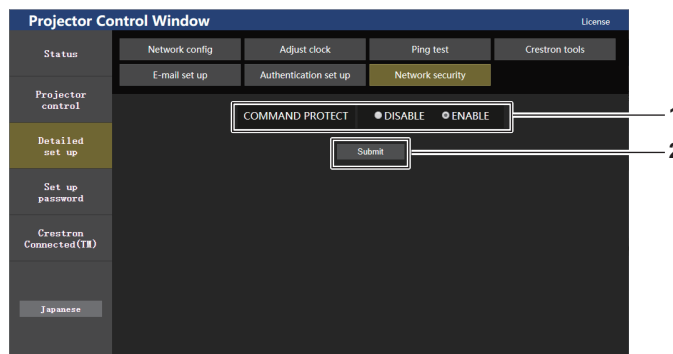 Projector Control Window
License
Status
Network config
Adjust clock
Ping test
Crestron tools
E-mail set up
Authentication set up
Network security
Projector
control
COMMAND PROTECT
DISABLE
ENABLE
1
Detailed
set up
Submit
2
Set up
password
Crestron
Connected(TM)
Japanese